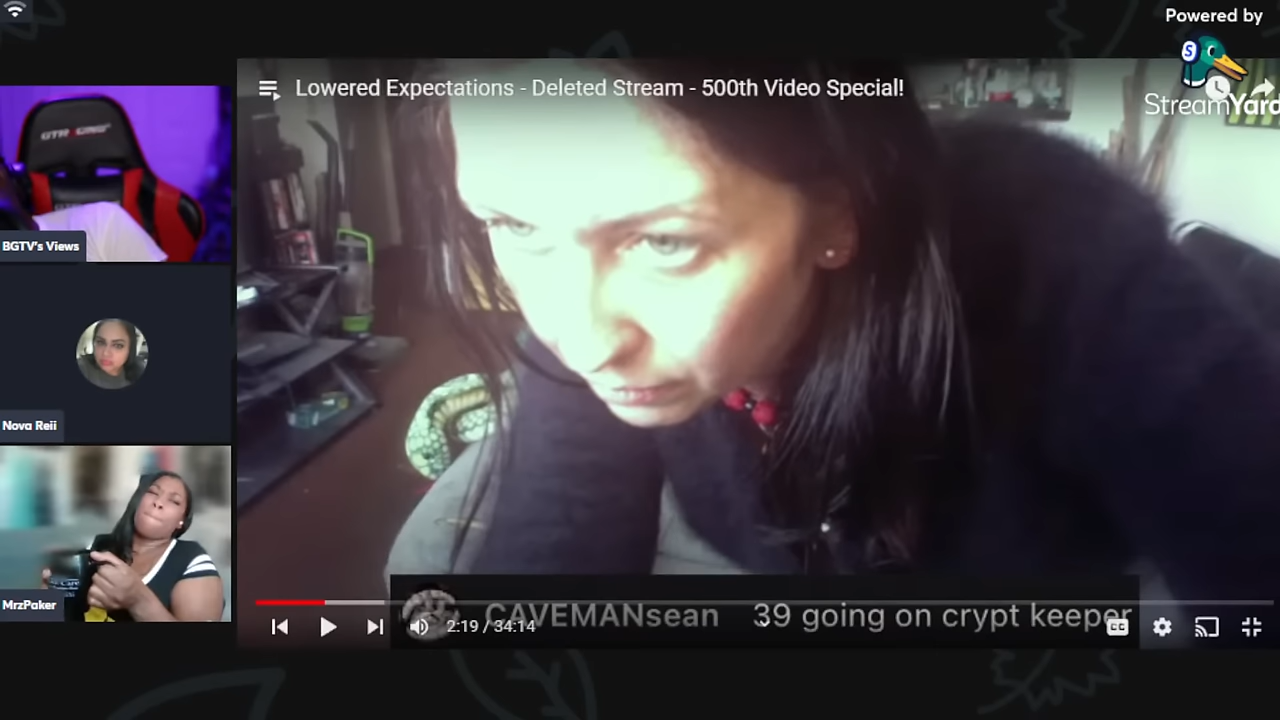 Powered by
S
StreamYard
Lowered Expectations - Deleted Stream - 500th Video Special!
GTRACING
BGTV's Views
Nova Reii
MrzPaker
CAVEMANsean 39 going on crypt keeper
2:19 / 34:14
CC